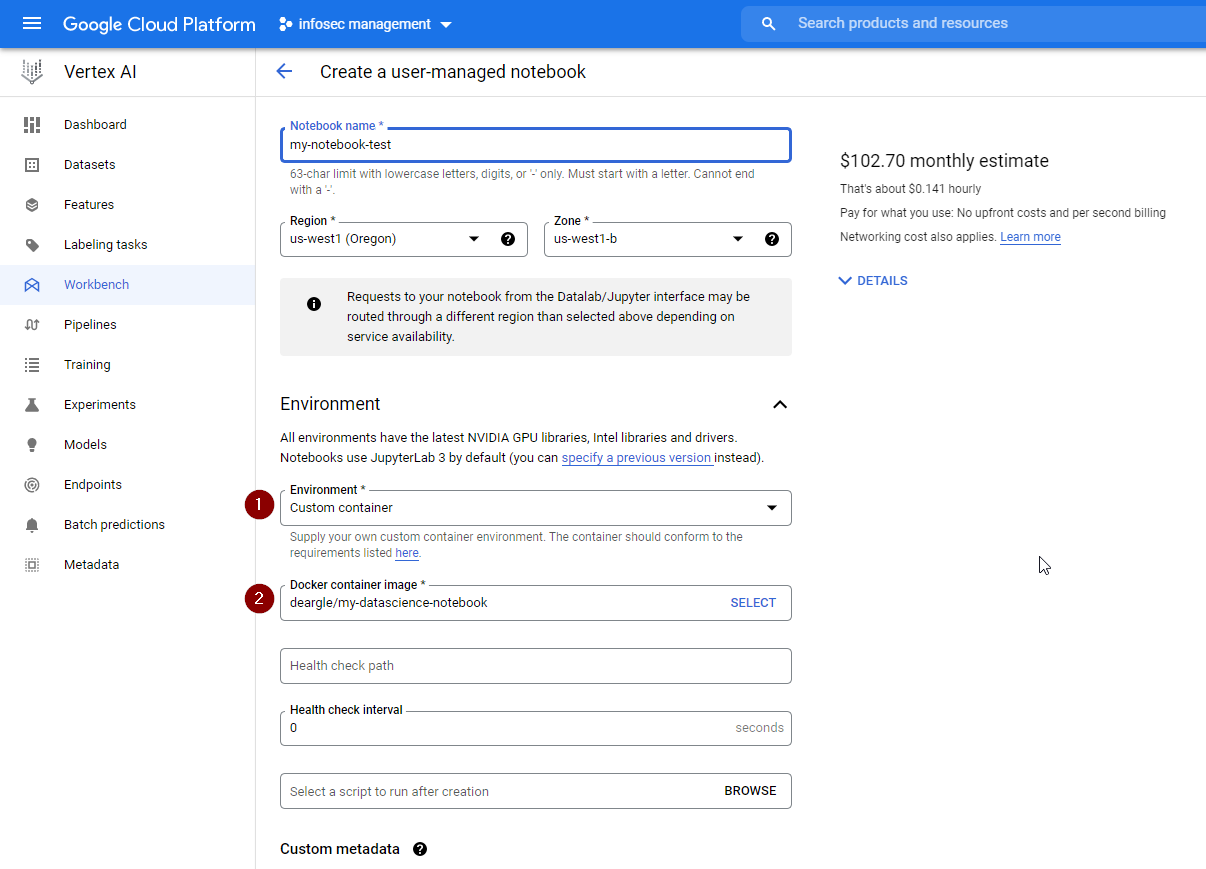 Google Cloud Platform
infosec management
Search products and resources
Vertex AI
Create a user-managed notebook
Dashboard
Datasets
Features
Labeling tasks
Workbench
Pipelines
Training
Experiments
Models
Endpoints
Batch predictions
Metadata
Notebook name *
my-notebook-test
63-char limit with lowercase letters, digits, or '-' only. Must start with a letter. Cannot end
with a '-'.
Region *
us-west1 (Oregon)
Zone *
us-west1-b
Requests to your notebook from the Datalab/Jupyter interface may be
routed through a different region than selected above depending on
service availability.
Environment
All environments have the latest NVIDIA GPU libraries, Intel libraries and drivers.
Notebooks use JupyterLab 3 by default (you can specify a previous version instead).
1
Environment *
Custom container
Supply your own custom container environment. The container should conform to the
requirements listed here.
2
Docker container image *
deargle/my-datascience-notebook
SELECT
Health check path
Health check interval
0
seconds
Select a script to run after creation
BROWSE
Custom metadata
$102.70 monthly estimate
That's about $0.141 hourly
Pay for what you use: No upfront costs and per second billing
Networking cost also applies. Learn more
DETAILS